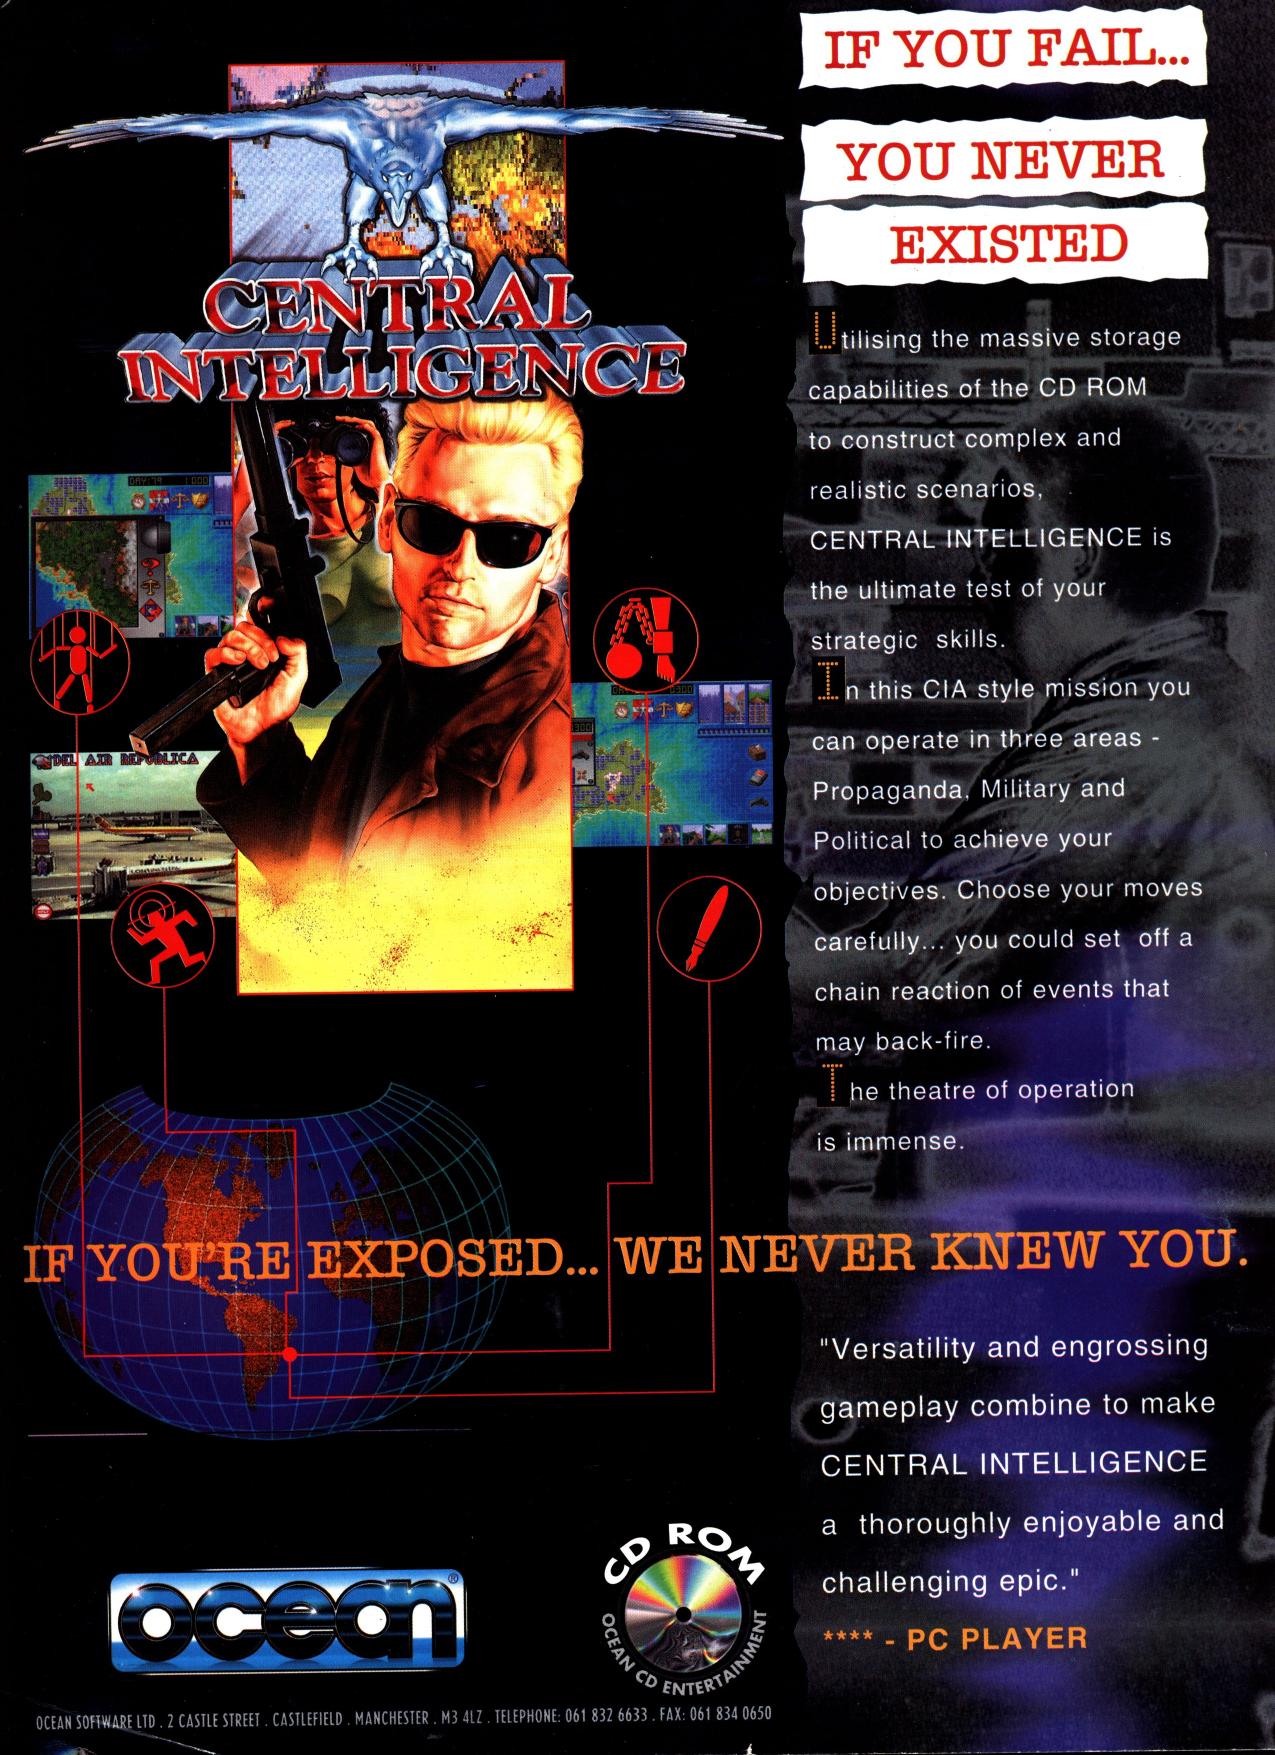 IF YOU FAIL...
YOU NEVER
EXISTED
CENTRAL
INTELLIGENCE
Utilising the massive storage
capabilities of the CD ROM
to construct complex and
realistic scenarios,
CENTRAL INTELLIGENCE is
the ultimate test of your
strategic skills.
In this CIA style mission you
can operate in three areas -
Propaganda, Military and
Political to achieve your
objectives. Choose your moves
carefully... you could set off a
chain reaction of events that
may back-fire.
The theatre of operation
is immense.
DAY:79
DEL AIR REPUBLICA
IF YOU'RE EXPOSED... WE NEVER KNEW YOU.
"Versatility and engrossing
gameplay combine to make
CENTRAL INTELLIGENCE
a thoroughly enjoyable and
challenging epic."
**** - PC PLAYER
ocean®
CD ROM
OCEAN CD ENTERTAINMENT
OCEAN SOFTWARE LTD . 2 CASTLE STREET . CASTLEFIELD . MANCHESTER . M3 4LZ . TELEPHONE: 061 832 6633 . FAX: 061 834 0650